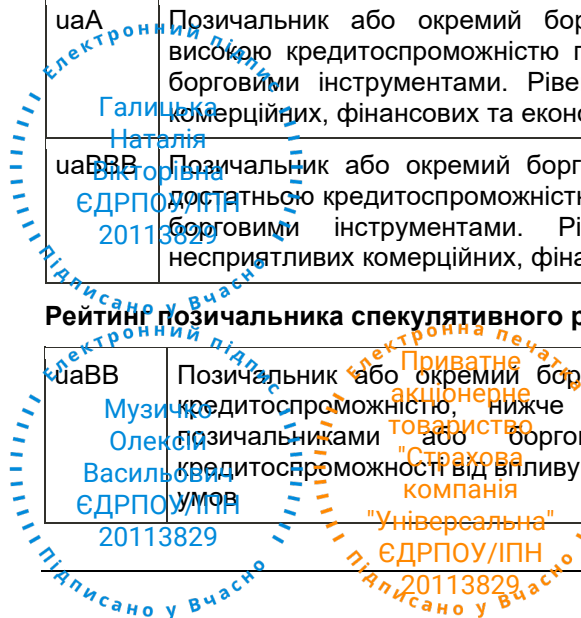 uaA
Позичальник або окремий бор
високою кредитоспроможністю п
борговими інструментами. Ріве
комерційних, фінансових та еконо
uaBBB
Позичальник або окремий борг
достатньою кредитоспроможністю
борговими інструментами. Рі
несприятливих комерційних, фіна
Електронний підпис
Галицька
Наталія
Вікторівна
ЄДРПОУ/ІПН
20113829
Підписано у Вчасно
Рейтинг позичальника спекулятивного р
uaBB
Позичальник або окремий бор
кредитоспроможністю, нижче
позичальниками або боргов
кредитоспроможності від впливу
умов
Електронний підпис
Музичко
Олексій
Васильович
ЄДРПОУ/ІПН
20113829
Підписано у Вчасно
Електронна печатка
Приватне
акціонерне
товариство
"Страхова
компанія
"Універсальна"
ЄДРПОУ/ІПН
20113829
Підписано у Вчасно